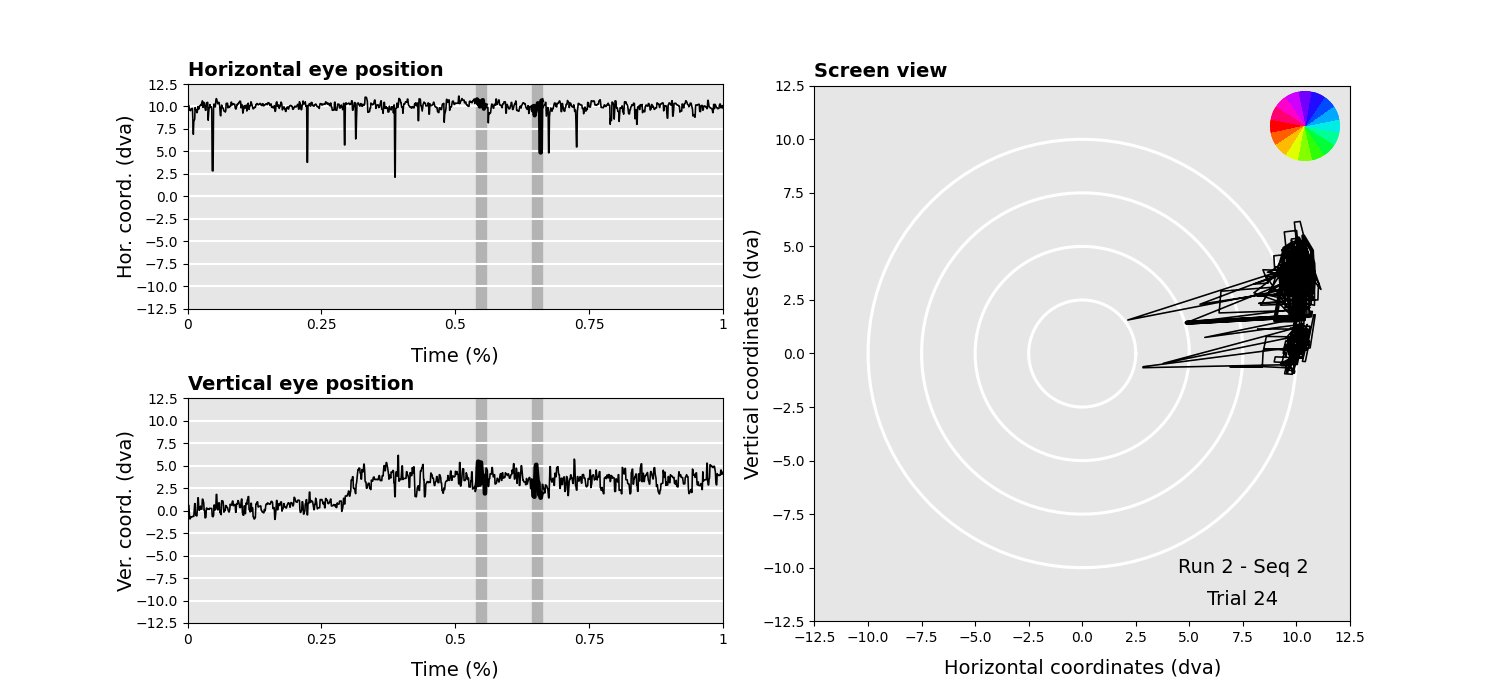 Horizontal eye position
12.5
10.0
7.5
5.0
2.5
0.0
−2.5
−5.0
−7.5
−10.0
−12.5
Hor. coord. (dva)
0 0.25 0.5 0.75 1
Time (%)
Vertical eye position
12.5
10.0
7.5
5.0
2.5
0.0
−2.5
−5.0
−7.5
−10.0
−12.5
Ver. coord. (dva)
0 0.25 0.5 0.75 1
Time (%)
Screen view
12.5
10.0
7.5
5.0
2.5
0.0
−2.5
−5.0
−7.5
−10.0
−12.5
Vertical coordinates (dva)
Run 2 - Seq 2
Trial 24
−12.5 −10.0 −7.5 −5.0 −2.5 0.0 2.5 5.0 7.5 10.0 12.5
Horizontal coordinates (dva)